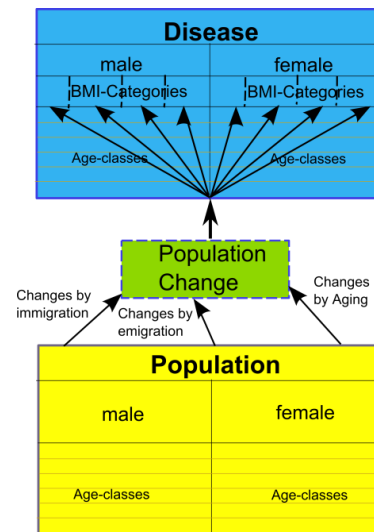 Disease
male female
BMI-Categories BMI-Categories
Age-classes Age-classes
Population
Change
Changes by
immigration
Changes by
emigration
Changes
by Aging
Population
male female
Age-classes Age-classes